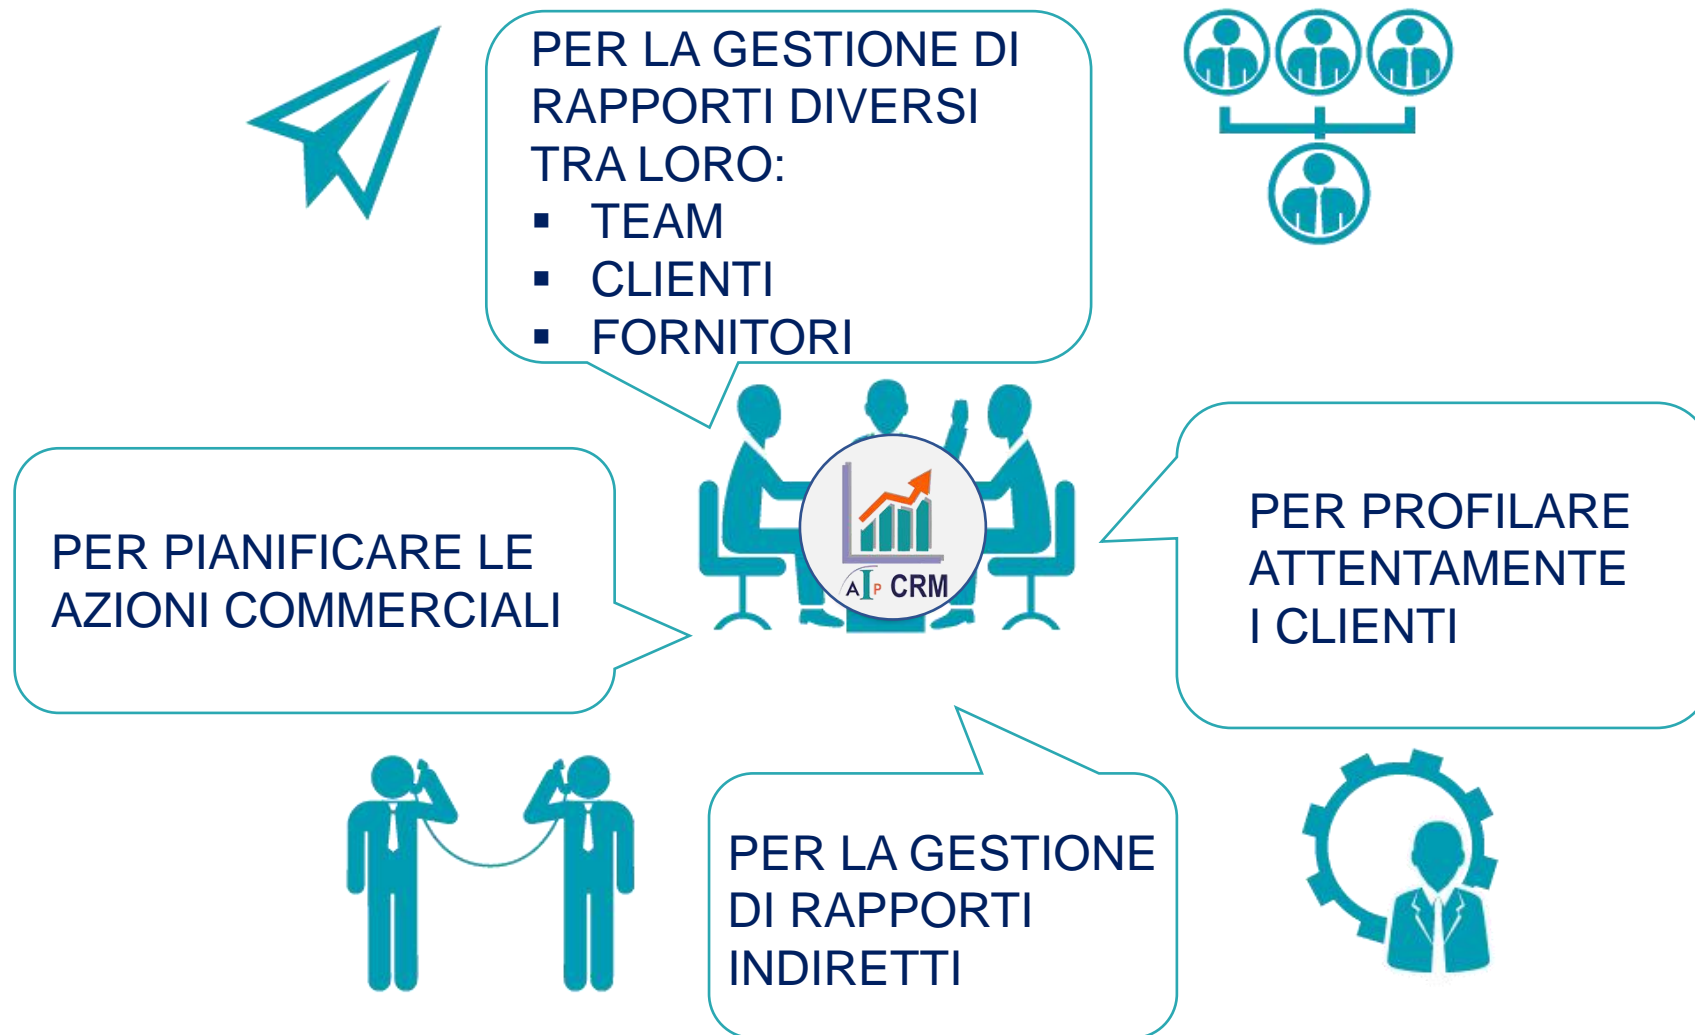 PER LA GESTIONE DI
RAPPORTI DIVERSI
TRA LORO:
▪ TEAM
▪ CLIENTI
▪ FORNITORI
PER PIANIFICARE LE
AZIONI COMMERCIALI
AIP CRM
PER PROFILARE
ATTENTAMENTE
I CLIENTI
PER LA GESTIONE
DI RAPPORTI
INDIRETTI